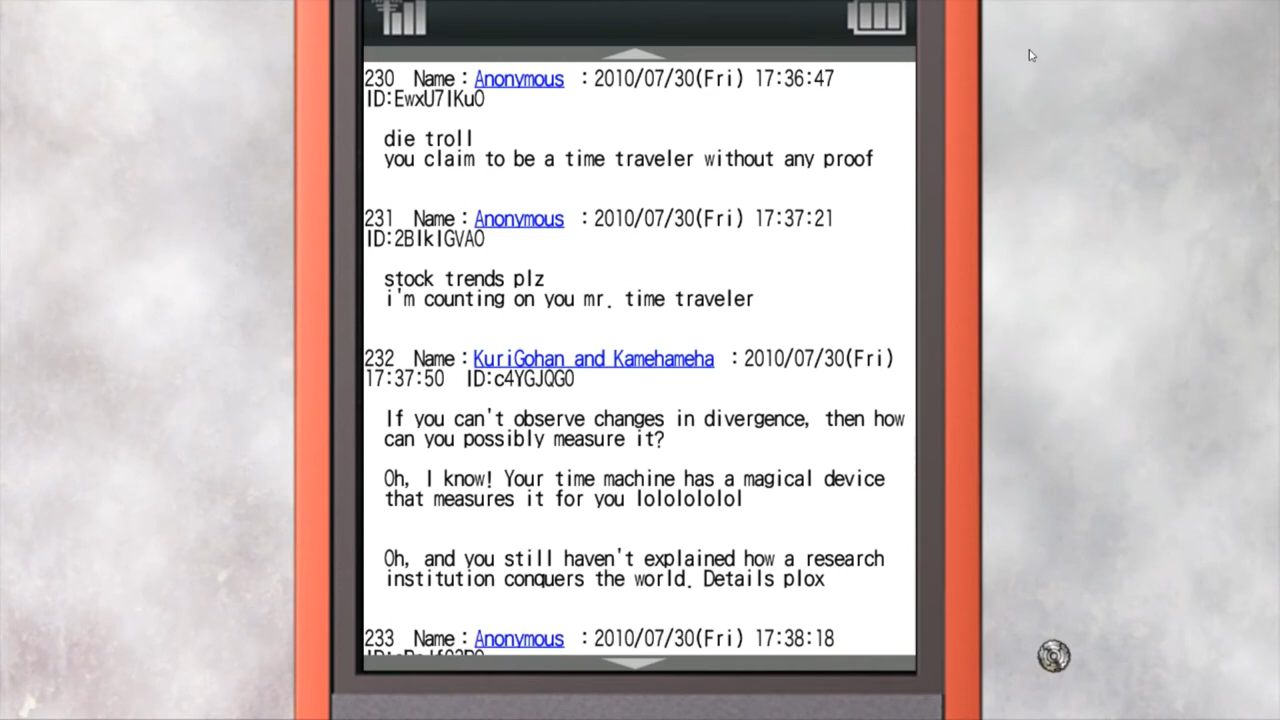 230 Name：Anonymous ：2010/07/30(Fri) 17:36:47
ID:EwxU7IKu0
die troll
you claim to be a time traveler without any proof
231 Name：Anonymous ：2010/07/30(Fri) 17:37:21
ID:2BIkIGVA0
stock trends plz
i'm counting on you mr. time traveler
232 Name：KuriGohan and Kamehameha ：2010/07/30(Fri)
17:37:50 ID:c4YGJQG0
If you can't observe changes in divergence, then how
can you possibly measure it?
Oh, I know! Your time machine has a magical device
that measures it for you lolololololol
Oh, and you still haven't explained how a research
institution conquers the world. Details plox
233 Name：Anonymous ：2010/07/30(Fri) 17:38:18